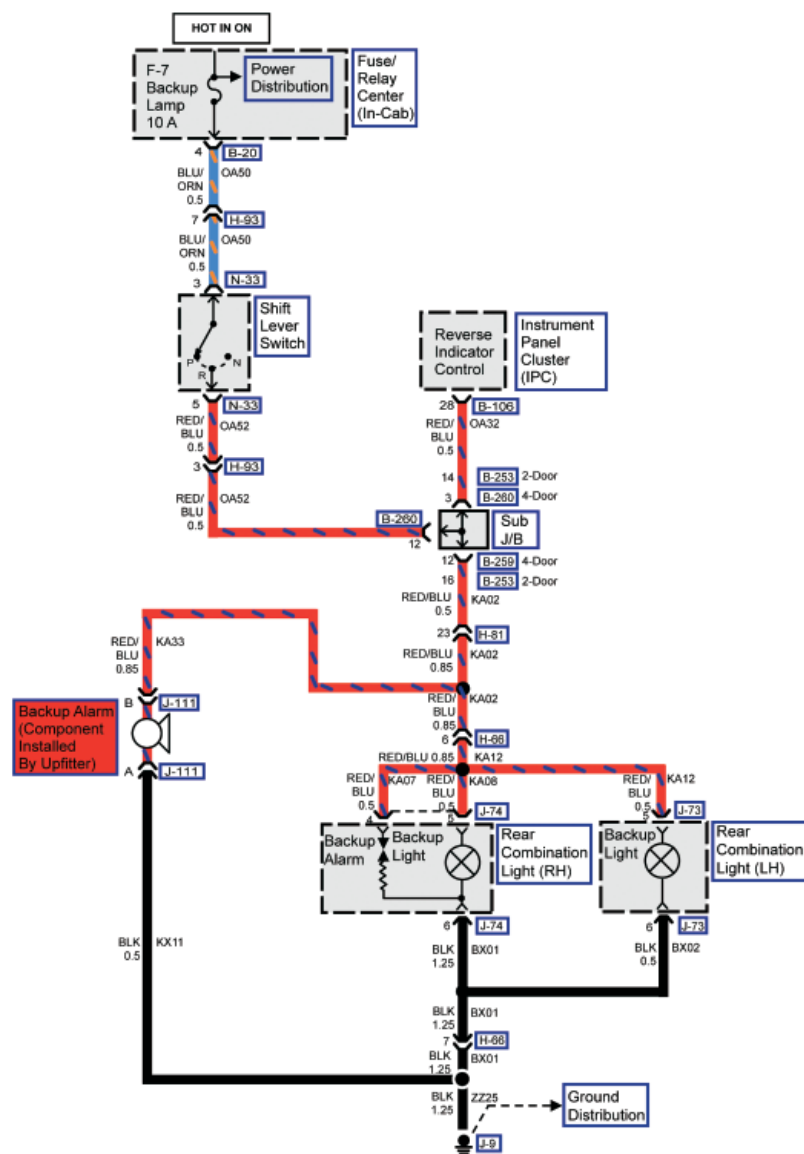 HOT IN ON
F-7
Backup
Lamp
10 A
Power
Distribution
Fuse/
Relay
Center
(In-Cab)
4
B-20
BLU/
ORN
0.5
OA50
7
H-93
BLU/
ORN
0.5
OA50
3
N-33
P
R
N
Shift
Lever
Switch
Reverse
Indicator
Control
Instrument
Panel
Cluster
(IPC)
5
N-33
RED/
BLU
0.5
OA52
28
B-106
RED/
BLU
0.5
OA32
3
H-93
RED/
BLU
0.5
OA52
14
B-253 2-Door
3
B-260 4-Door
B-260
12
Sub
J/B
12
B-259 4-Door
16
B-253 2-Door
RED/BLU
0.5
KA02
23
H-81
RED/BLU
0.85
KA02
RED/
BLU
0.85
KA33
RED/
BLU
0.85
KA02
B
J-111
Backup Alarm
(Component
Installed
By Upfitter)
A
J-111
6
H-66
RED/BLU 0.85
KA12
RED/
BLU
0.5
KA07
RED/
BLU
0.5
KA08
RED/
BLU
0.5
KA12
4
5
J-74
5
J-73
Backup
Alarm
Backup
Light
Rear
Combination
Light (RH)
Backup
Light
Rear
Combination
Light (LH)
6
J-74
6
J-73
BLK
1.25
BX01
BLK
0.5
BX02
BLK
0.5
KX11
BLK
1.25
BX01
7
H-66
BLK
1.25
BX01
BLK
1.25
ZZ25
Ground
Distribution
J-9